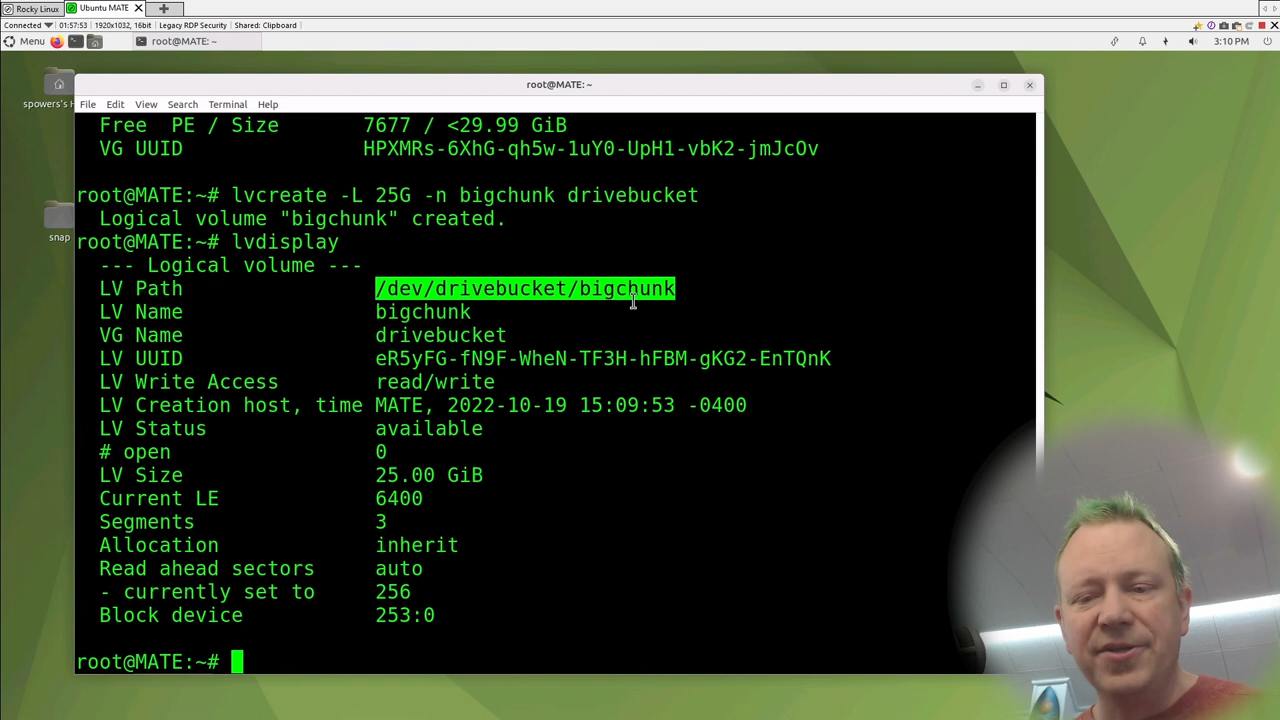 Rocky Linux
Ubuntu MATE
Connected 01:57:53 1920x1032, 16bit Legacy RDP Security Shared: Clipboard
Menu root@MATE: ~ 3:10 PM
spowers's H
snap
root@MATE: ~
File Edit View Search Terminal Help
Free PE / Size 7677 / <29.99 GiB
VG UUID HPXMRs-6XhG-qh5w-1uY0-UpH1-vbK2-jmJcOv
root@MATE:~# lvcreate -L 25G -n bigchunk drivebucket
Logical volume "bigchunk" created.
root@MATE:~# lvdisplay
--- Logical volume ---
LV Path /dev/drivebucket/bigchunk
LV Name bigchunk
VG Name drivebucket
LV UUID eR5yFG-fN9F-WheN-TF3H-hFBM-gKG2-EnTQnK
LV Write Access read/write
LV Creation host, time MATE, 2022-10-19 15:09:53 -0400
LV Status available
# open 0
LV Size 25.00 GiB
Current LE 6400
Segments 3
Allocation inherit
Read ahead sectors auto
- currently set to 256
Block device 253:0
root@MATE:~#